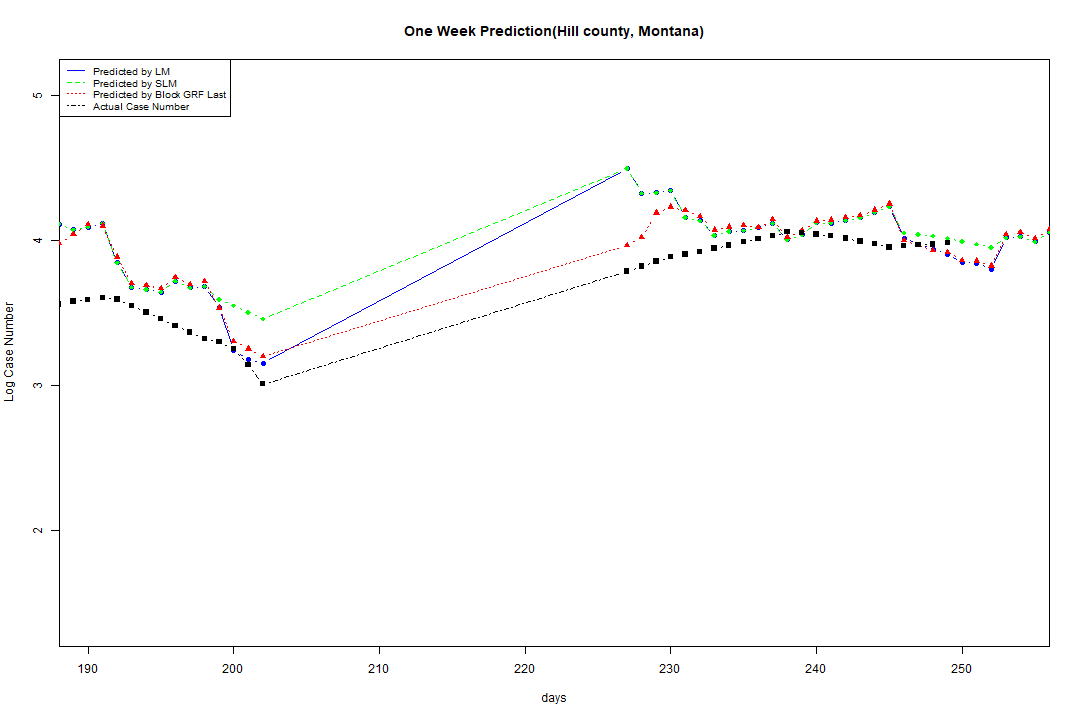 One Week Prediction(Hill county, Montana)
Predicted by LM
Predicted by SLM
Predicted by Block GRF Last
Actual Case Number
5
4
3
2
Log Case Number
190 200 210 220 230 240 250
days